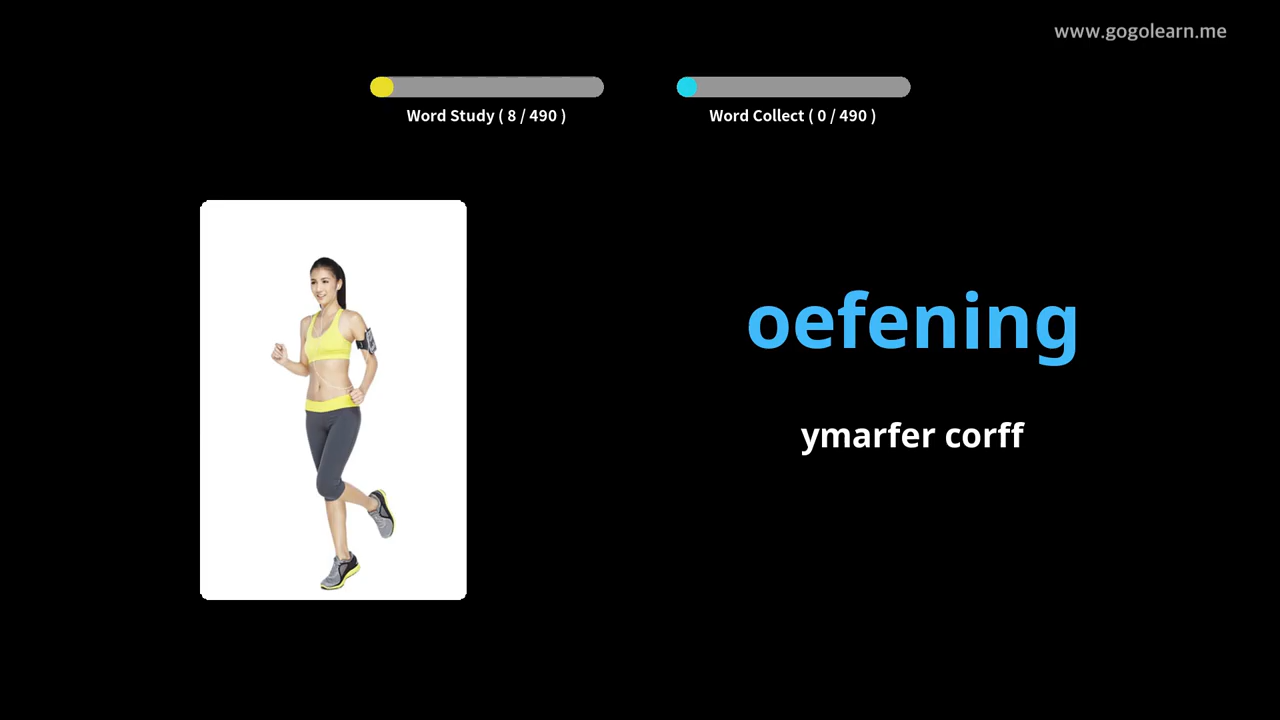 www.gogolearn.me
Word Study ( 8 / 490 )
Word Collect ( 0 / 490 )
oefening
ymarfer corff